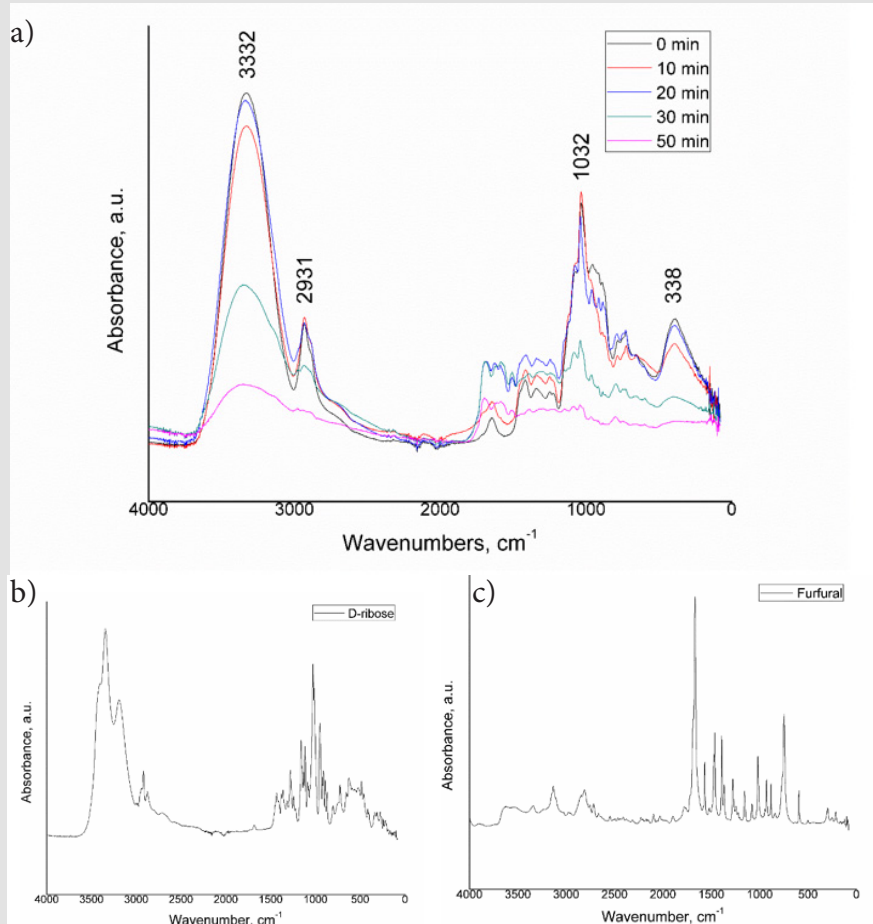 a)
3332
2931
1032
338
0 min
10 min
20 min
30 min
50 min
Absorbance, a.u.
4000 3000 2000 1000 0
Wavenumbers, cm-1
b)
D-ribose
Absorbance, a.u.
4000 3500 3000 2500 2000 1500 1000 500 0
Wavenumber, cm-1
c)
Furfural
Absorbance, a.u.
4000 3500 3000 2500 2000 1500 1000 500 0
Wavenumber, cm-1